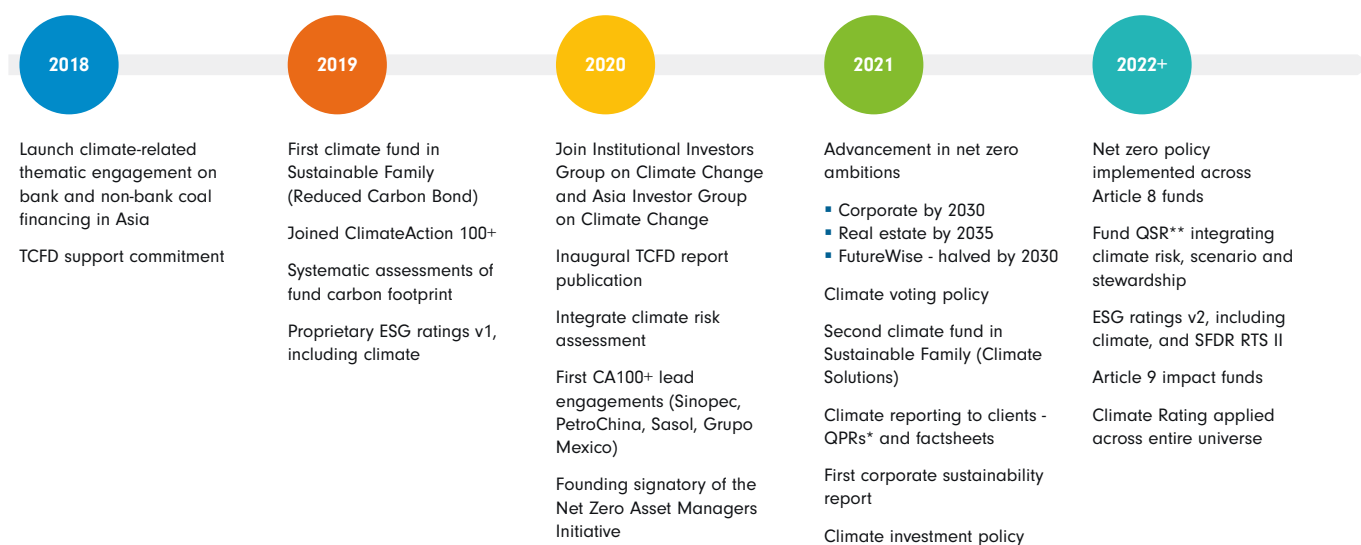 2018
Launch climate-related
thematic engagement on
bank and non-bank coal
financing in Asia
TCFD support commitment
2019
First climate fund in
Sustainable Family
(Reduced Carbon Bond)
Joined ClimateAction 100+
Systematic assessments of
fund carbon footprint
Proprietary ESG ratings v1,
including climate
2020
Join Institutional Investors
Group on Climate Change
and Asia Investor Group
on Climate Change
Inaugural TCFD report
publication
Integrate climate risk
assessment
First CA100+ lead
engagements (Sinopec,
PetroChina, Sasol, Grupo
Mexico)
Founding signatory of the
Net Zero Asset Managers
Initiative
2021
Advancement in net zero
ambitions
▪ Corporate by 2030
▪ Real estate by 2035
▪ FutureWise - halved by 2030
Climate voting policy
Second climate fund in
Sustainable Family (Climate
Solutions)
Climate reporting to clients -
QPRs* and factsheets
First corporate sustainability
report
Climate investment policy
2022+
Net zero policy
implemented across
Article 8 funds
Fund QSR** integrating
climate risk, scenario and
stewardship
ESG ratings v2, including
climate, and SFDR RTS II
Article 9 impact funds
Climate Rating applied
across entire universe